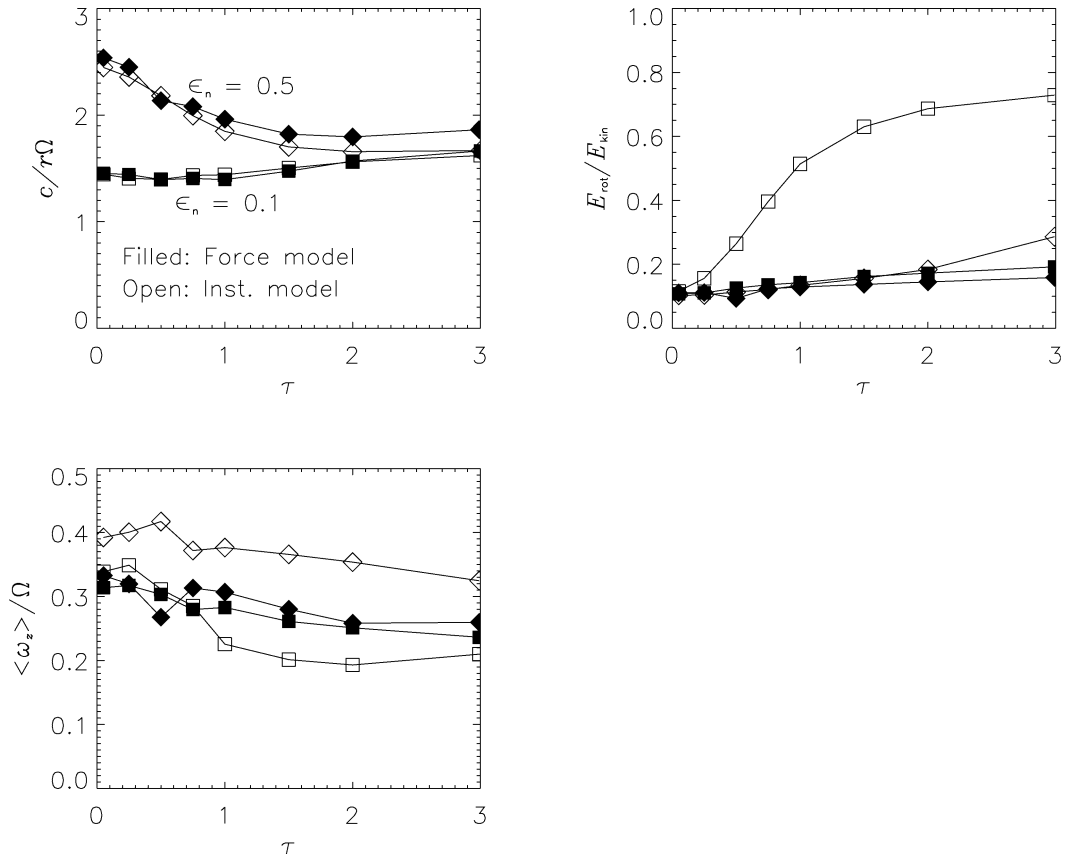 3
2
1
0
c/rΩ
ϵn = 0.5
ϵn = 0.1
Filled: Force model
Open: Inst. model
0 1 2 3
τ
1.0
0.8
0.6
0.4
0.2
0.0
Erot/Ekin
0 1 2 3
τ
0.5
0.4
0.3
0.2
0.1
0.0
<ωz>/Ω
0 1 2 3
τ